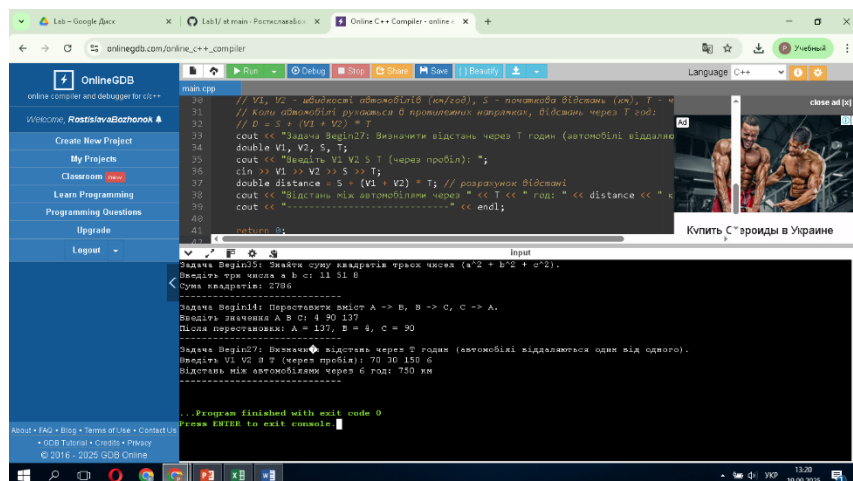 Lab – Google Диск
Lab1/ at main · РостиславаБо
Online C++ Compiler - online c
onlinegdb.com/online_c++_compiler
Учебный
OnlineGDB
online compiler and debugger for c/c++
Welcome, RostislavaBozhonok
Create New Project
My Projects
Classroom new
Learn Programming
Programming Questions
Upgrade
Logout
Run
Debug
Stop
Share
Save
{ } Beautify
Language C++
main.cpp
30 // V1, V2 - швидкості автомобілів (км/год), S - початкова відстань (км), T - ч
31 // Коли автомобілі рухаються в протилежних напрямках, відстань через T год:
32 // D = S + (V1 + V2) * T
33 cout << "Задача Begin27: Визначити відстань через T годин (автомобілі віддаляю
34 double V1, V2, S, T;
35 cout << "Введіть V1 V2 S T (через пробіл): ";
36 cin >> V1 >> V2 >> S >> T;
37 double distance = S + (V1 + V2) * T; // розрахунок відстані
38 cout << "Відстань між автомобілями через " << T << " год: " << distance << " к
39 cout << "-----------------------------" << endl;
40
41 return 0;
42
close ad [x]
Ad
Купить Стероиды в Украине
input
Задача Begin35: Знайти суму квадратів трьох чисел (a^2 + b^2 + c^2).
Введіть три числа a b c: 11 51 8
Сума квадратів: 2786
-----------------------------
Задача Begin14: Переставити вміст A -> B, B -> C, C -> A.
Введіть значення A B C: 4 90 137
Після перестановки: A = 137, B = 4, C = 90
-----------------------------
Задача Begin27: Визначи� відстань через T годин (автомобілі віддаляються один від одного).
Введіть V1 V2 S T (через пробіл): 70 30 150 6
Відстань між автомобілями через 6 год: 750 км
-----------------------------
...Program finished with exit code 0
Press ENTER to exit console.
About • FAQ • Blog • Terms of Use • Contact Us
• GDB Tutorial • Credits • Privacy
© 2016 - 2025 GDB Online
УКР
13:20
10.09.2025